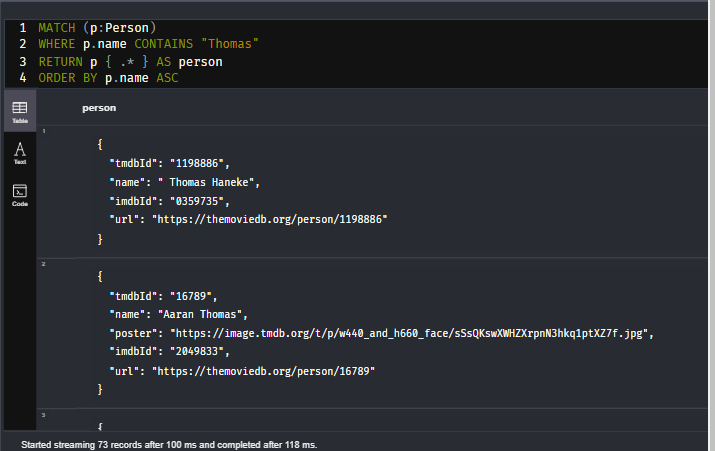 1 MATCH (p:Person)
2 WHERE p.name CONTAINS "Thomas"
3 RETURN p { .* } AS person
4 ORDER BY p.name ASC
Table
person
Text
Code
1
{
"tmdbId": "1198886",
"name": " Thomas Haneke",
"imdbId": "0359735",
"url": "https://themoviedb.org/person/1198886"
}
2
{
"tmdbId": "16789",
"name": "Aaran Thomas",
"poster": "https://image.tmdb.org/t/p/w440_and_h660_face/sSsQKswXWHZXrpnN3hkq1ptXZ7f.jpg",
"imdbId": "2049833",
"url": "https://themoviedb.org/person/16789"
}
3
{
Started streaming 73 records after 100 ms and completed after 118 ms.